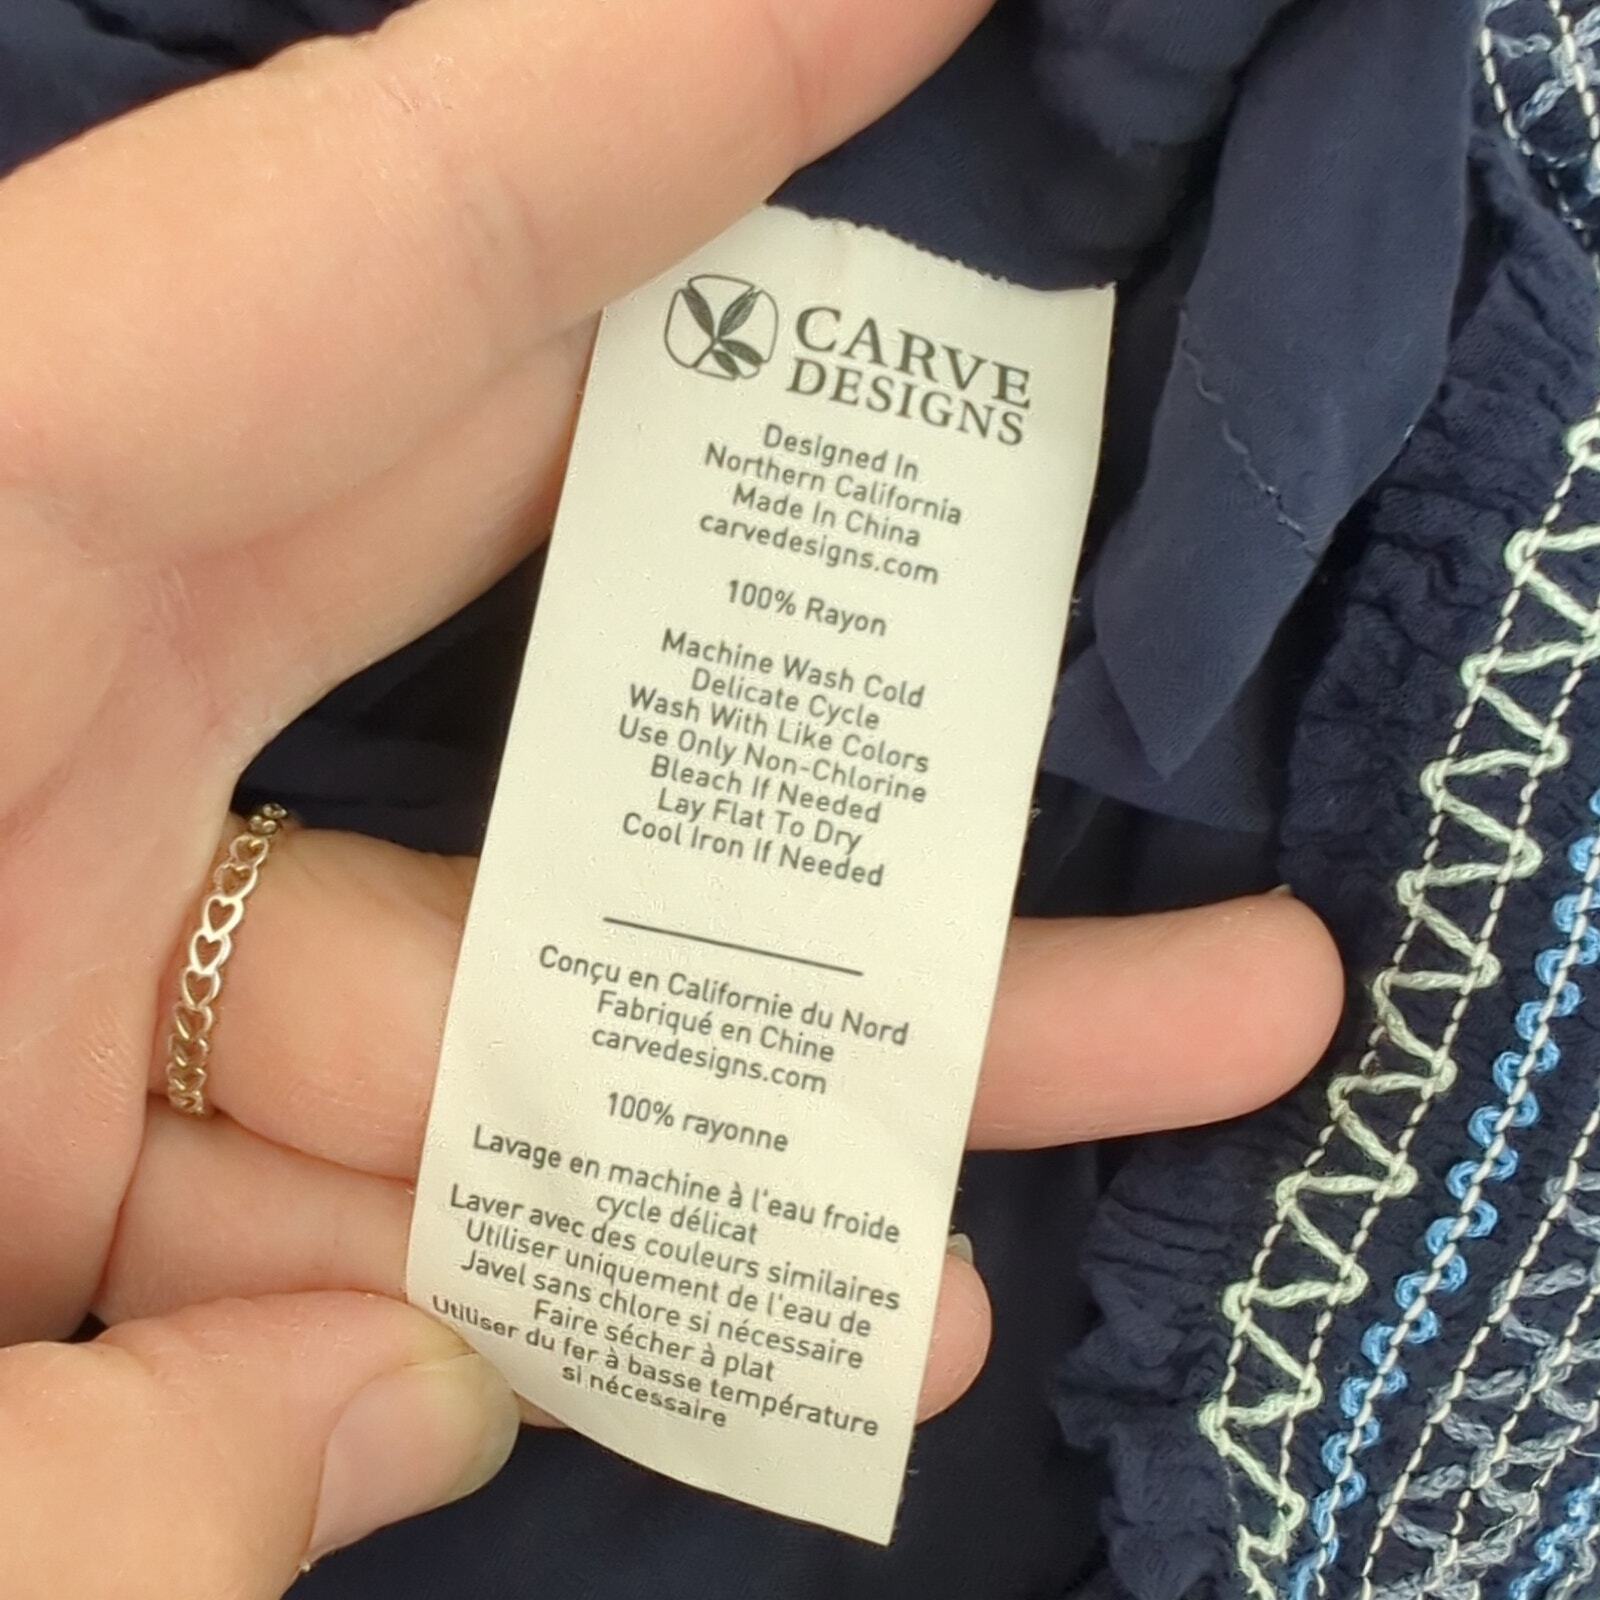 CARVE
DESIGNS
Designed In
Northern California
Made In China
carvedesigns.com
100% Rayon
Machine Wash Cold
Delicate Cycle
Wash With Like Colors
Use Only Non-Chlorine
Bleach If Needed
Lay Flat To Dry
Cool Iron If Needed
Conçu en Californie du Nord
Fabriqué en Chine
carvedesigns.com
100% rayonne
Lavage en machine à l'eau froide
cycle délicat
Laver avec des couleurs similaires
Utiliser uniquement de l'eau de
Javel sans chlore si nécessaire
Faire sécher à plat
Utiliser du fer à basse température
si nécessaire